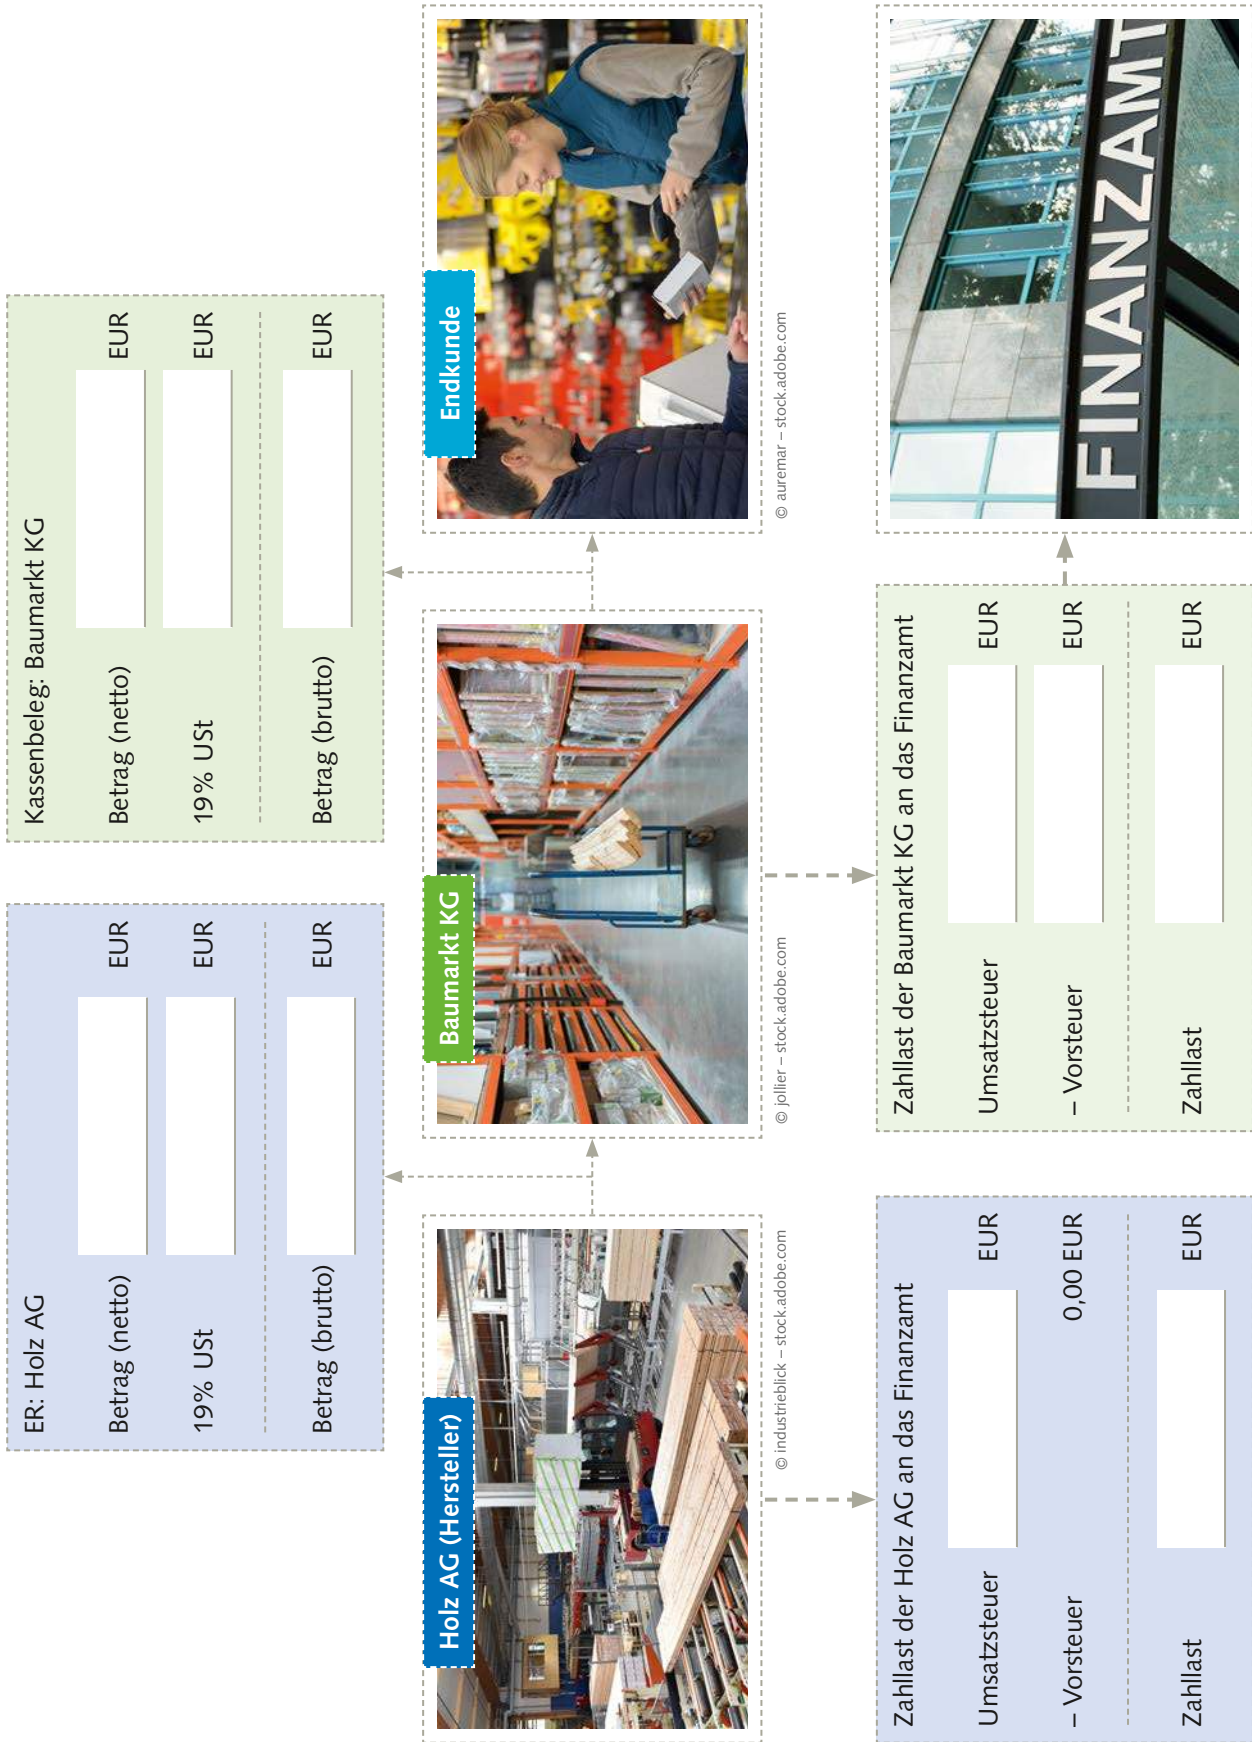 ER: Holz AG
Betrag (netto) EUR
19% USt EUR
Betrag (brutto) EUR
Kassenbeleg: Baumarkt KG
Betrag (netto) EUR
19% USt EUR
Betrag (brutto) EUR
Holz AG (Hersteller)
© industrieblick – stock.adobe.com
Baumarkt KG
© jollier – stock.adobe.com
Endkunde
© auremar – stock.adobe.com
Zahllast der Holz AG an das Finanzamt
Umsatzsteuer EUR
– Vorsteuer 0,00 EUR
Zahllast EUR
Zahllast der Baumarkt KG an das Finanzamt
Umsatzsteuer EUR
– Vorsteuer EUR
Zahllast EUR
FINANZAMT